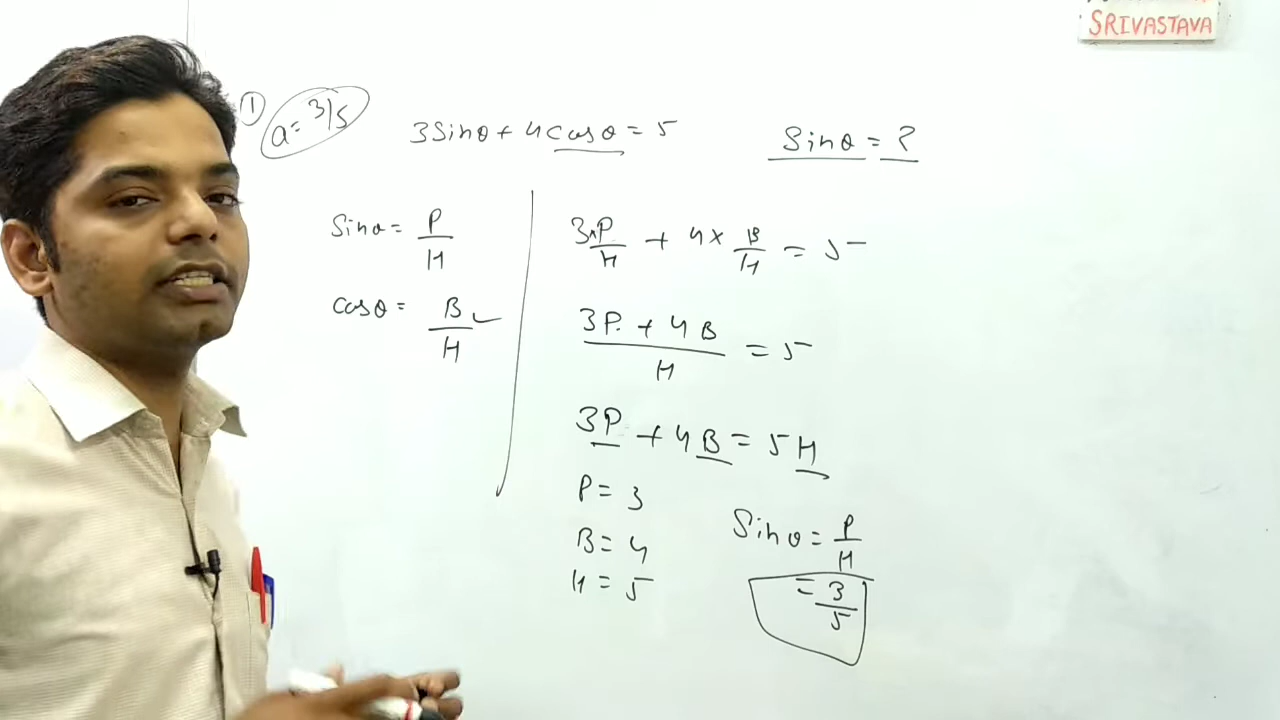 SRIVASTAVA
① a = 3/5
3Sinθ + 4Cosθ = 5
Sinθ = ?
Sinθ = P/H
Cosθ = B/H
3×P/H + 4×B/H = 5
(3P + 4B)/H = 5
3P + 4B = 5H
P = 3
B = 4
H = 5
Sinθ = P/H
= 3/5